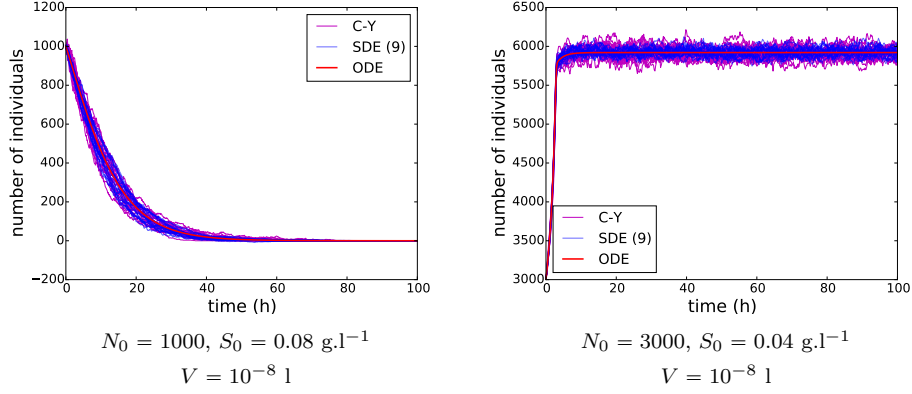 1200
1000
800
600
400
200
0
−200
number of individuals
C-Y
SDE (9)
ODE
0 20 40 60 80 100
time (h)
N₀ = 1000, S₀ = 0.08 g.l⁻¹
V = 10⁻⁸ l
6500
6000
5500
5000
4500
4000
3500
3000
number of individuals
C-Y
SDE (9)
ODE
0 20 40 60 80 100
time (h)
N₀ = 3000, S₀ = 0.04 g.l⁻¹
V = 10⁻⁸ l